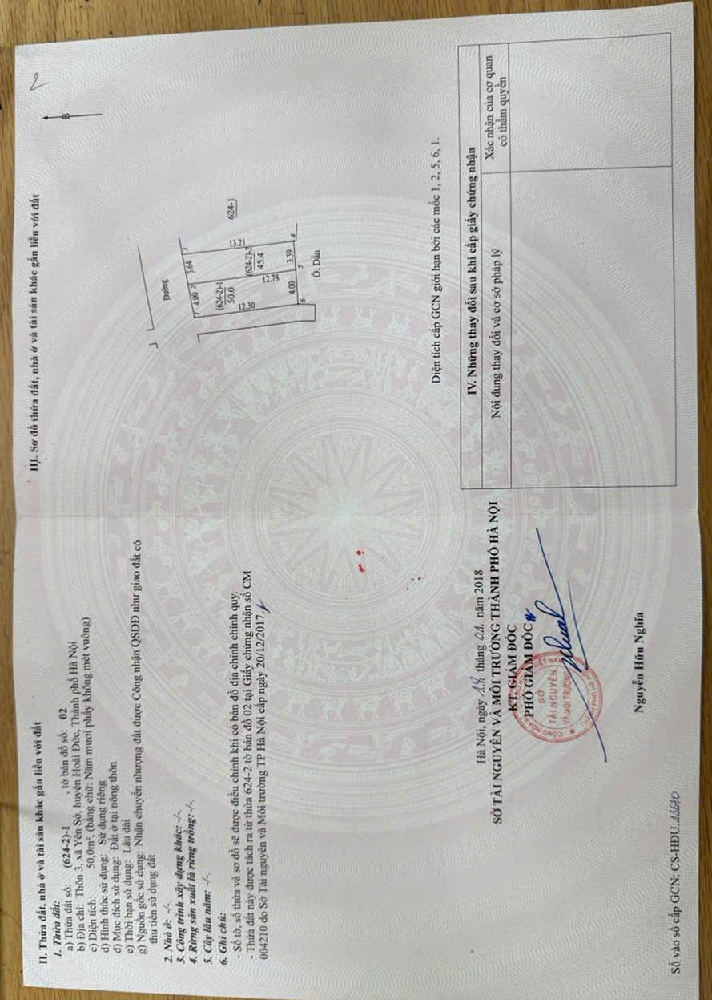 II. Thửa đất, nhà ở và tài sản khác gắn liền với đất
1. Thửa đất:
a) Thửa đất số: (624-2)-1 , tờ bản đồ số: 02
b) Địa chỉ: Thôn 3, xã Yên Sở, huyện Hoài Đức, Thành phố Hà Nội
c) Diện tích: 50,0m², (bằng chữ: Năm mươi phẩy không mét vuông)
d) Hình thức sử dụng: Sử dụng riêng
đ) Mục đích sử dụng: Đất ở tại nông thôn
e) Thời hạn sử dụng: Lâu dài
g) Nguồn gốc sử dụng: Nhận chuyển nhượng đất được Công nhận QSDĐ như giao đất có
thu tiền sử dụng đất
2. Nhà ở: -/-.
3. Công trình xây dựng khác: -/-.
4. Rừng sản xuất là rừng trồng: -/-.
5. Cây lâu năm: -/-.
6. Ghi chú:
- Số tờ, số thửa và sơ đồ sẽ được điều chỉnh khi có bản đồ địa chính chính quy.
- Thửa đất này được tách ra từ thửa 624-2 tờ bản đồ 02 tại Giấy chứng nhận số CM
004210 do Sở Tài nguyên và Môi trường TP Hà Nội cấp ngày 20/12/2017.
Hà Nội, ngày 18 tháng 01 năm 2018
SỞ TÀI NGUYÊN VÀ MÔI TRƯỜNG THÀNH PHỐ HÀ NỘI
KT. GIÁM ĐỐC
PHÓ GIÁM ĐỐC
SỞ
TÀI NGUYÊN
VÀ MÔI TRƯỜNG
Nguyễn Hữu Nghĩa
Số vào sổ cấp GCN: CS-HĐU
2
III. Sơ đồ thửa đất, nhà ở và tài sản khác gắn liền với đất
B
Đường
1 4.00 2 3.64 3
(624-2)-1
50.0
12.30
12.78
(624-2)-2
45.4
13.21
624-1
6 4.00 5 3.39 4
Ô. Dần
Diện tích cấp GCN giới hạn bởi các mốc 1, 2, 5, 6, 1.
IV. Những thay đổi sau khi cấp giấy chứng nhận
Nội dung thay đổi và cơ sở pháp lý
Xác nhận của cơ quan
có thẩm quyền